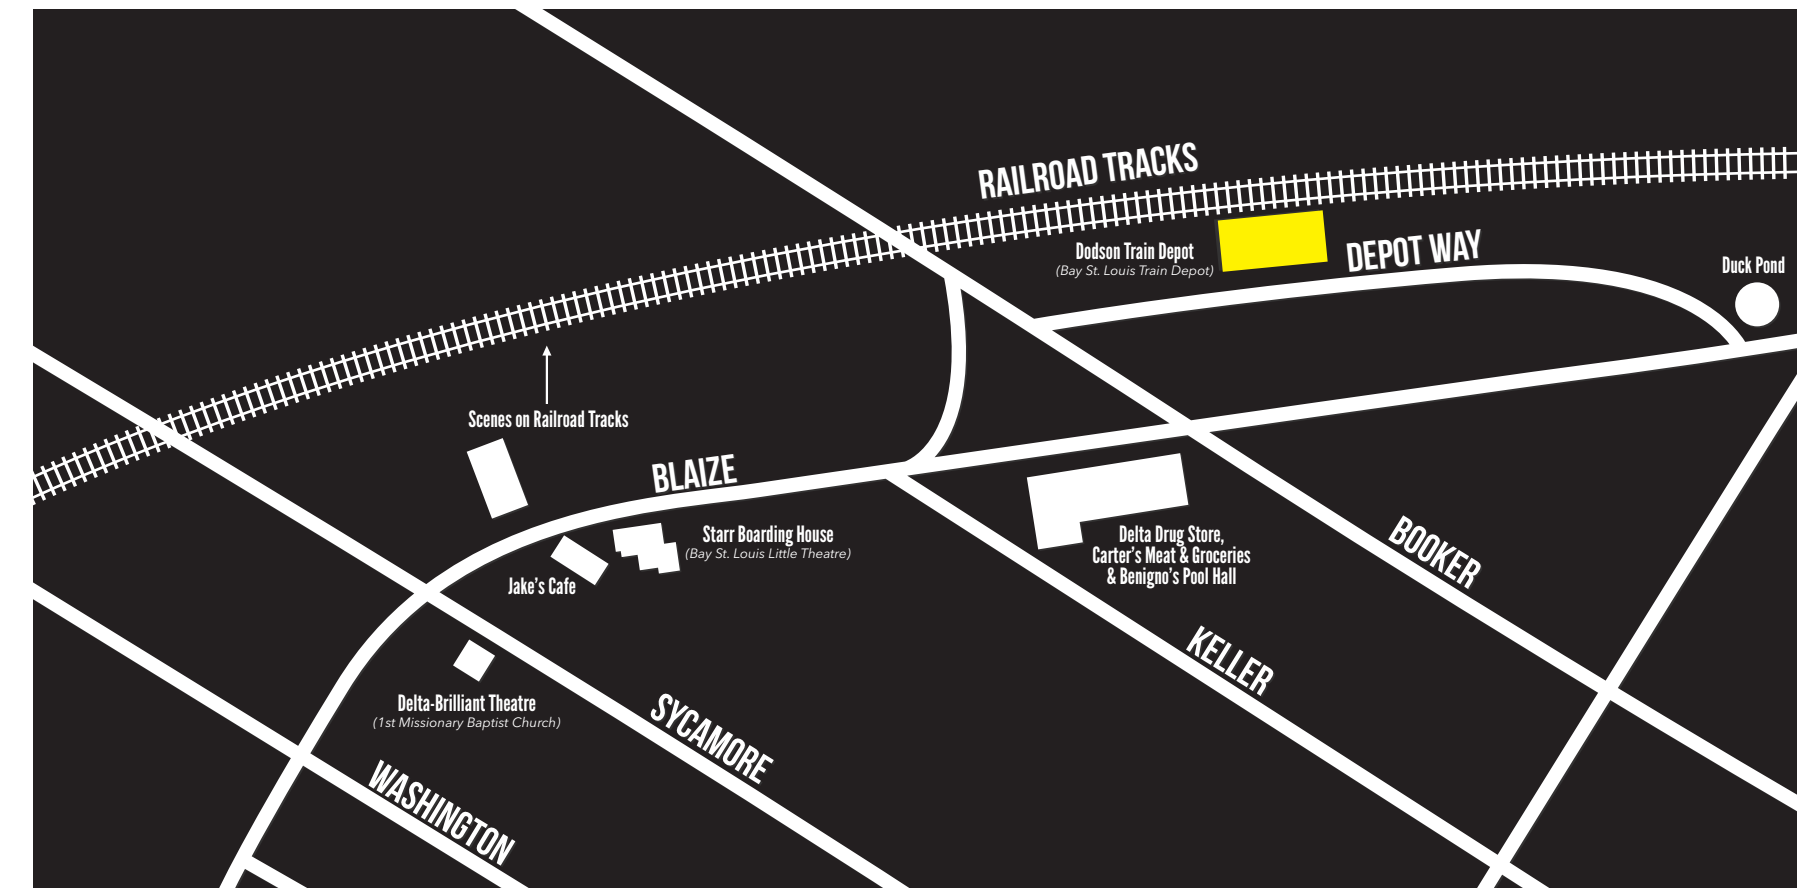 RAILROAD TRACKS
Dodson Train Depot
(Bay St. Louis Train Depot)
DEPOT WAY
Duck Pond
Scenes on Railroad Tracks
BLAIZE
Starr Boarding House
(Bay St. Louis Little Theatre)
Jake's Cafe
Delta Drug Store,
Carter's Meat & Groceries
& Benigno's Pool Hall
BOOKER
KELLER
Delta-Brilliant Theatre
(1st Missionary Baptist Church)
SYCAMORE
WASHINGTON